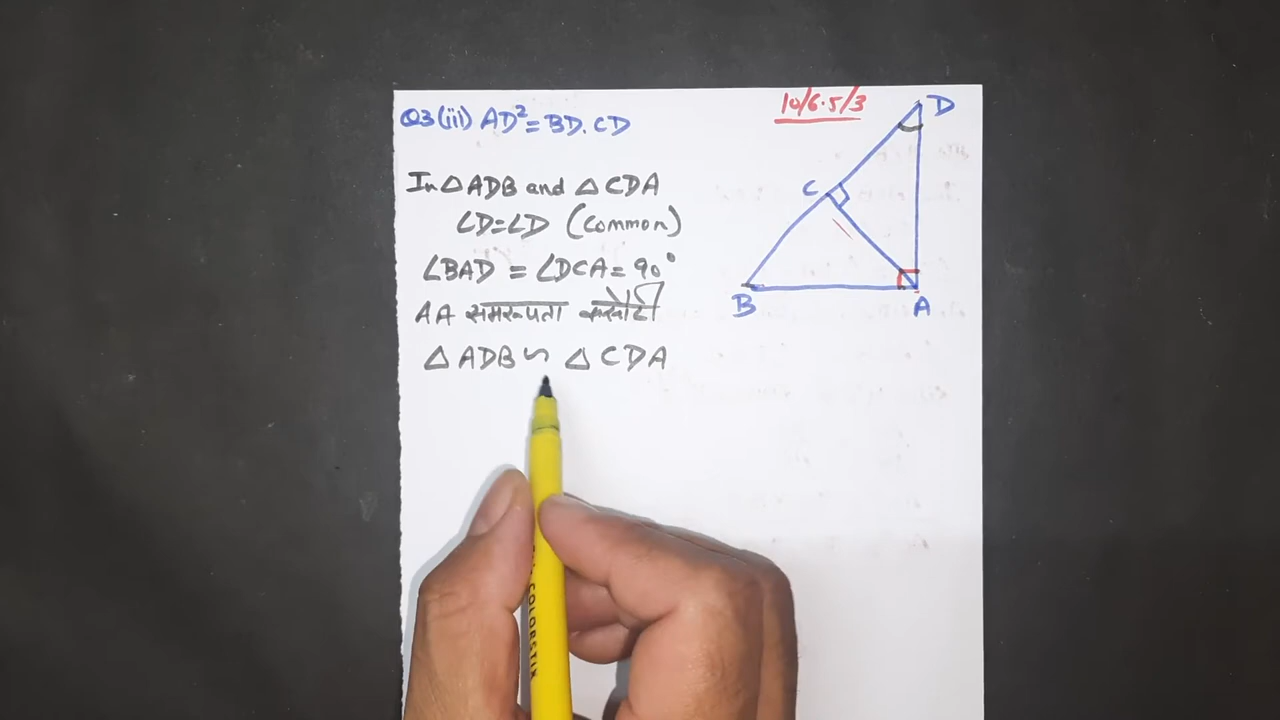 Q3(iii) AD²=BD.CD
10/6.5/3
In △ADB and △CDA
∠D=∠D (Common)
∠BAD = ∠DCA = 90°
AA समरूपता कसौटी से
△ADB ∽ △CDA
D
C
B
A